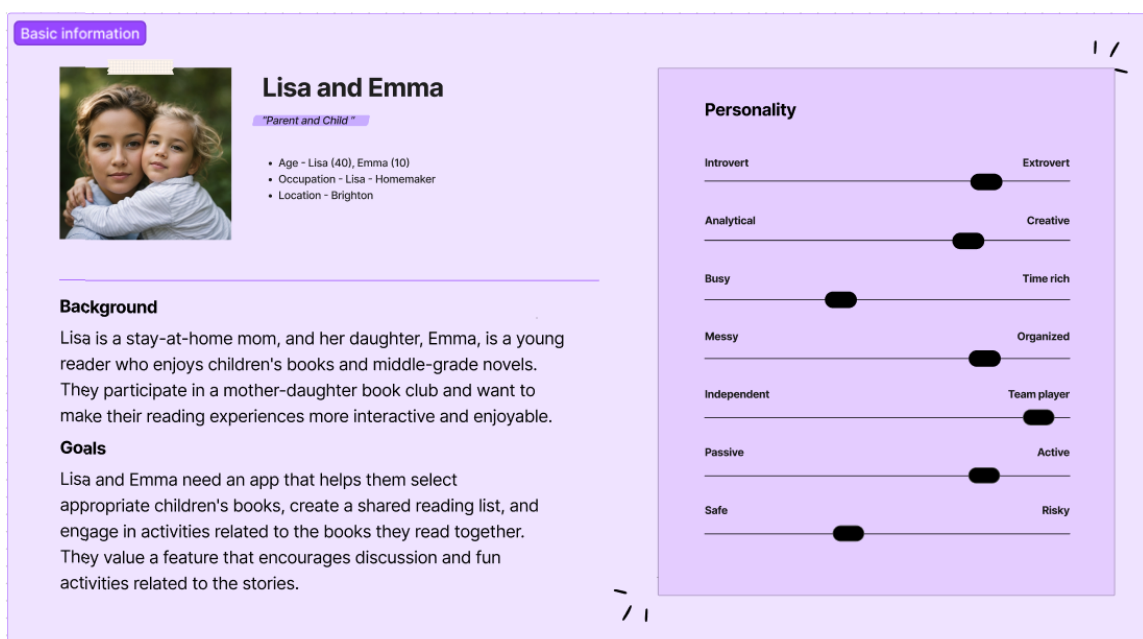 Basic information
Lisa and Emma
"Parent and Child "
• Age - Lisa (40), Emma (10)
• Occupation - Lisa - Homemaker
• Location - Brighton
Background
Lisa is a stay-at-home mom, and her daughter, Emma, is a young
reader who enjoys children's books and middle-grade novels.
They participate in a mother-daughter book club and want to
make their reading experiences more interactive and enjoyable.
Goals
Lisa and Emma need an app that helps them select
appropriate children's books, create a shared reading list, and
engage in activities related to the books they read together.
They value a feature that encourages discussion and fun
activities related to the stories.
Personality
Introvert Extrovert
Analytical Creative
Busy Time rich
Messy Organized
Independent Team player
Passive Active
Safe Risky